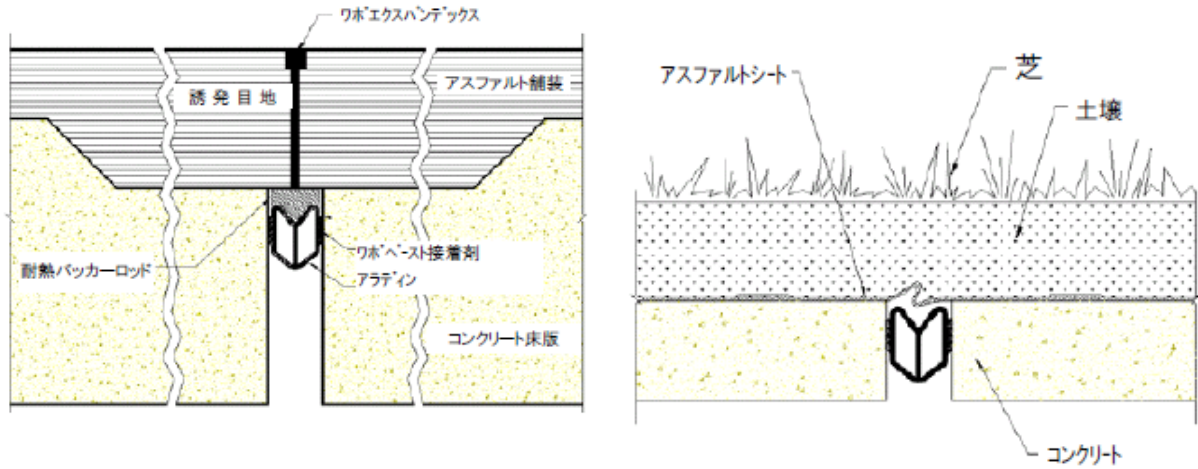 ワボエクスパンデックス
アスファルト舗装
誘発目地
ワボペースト接着剤
耐熱バッカーロッド
アラディン
コンクリート床版
芝
アスファルトシート
土壌
コンクリート